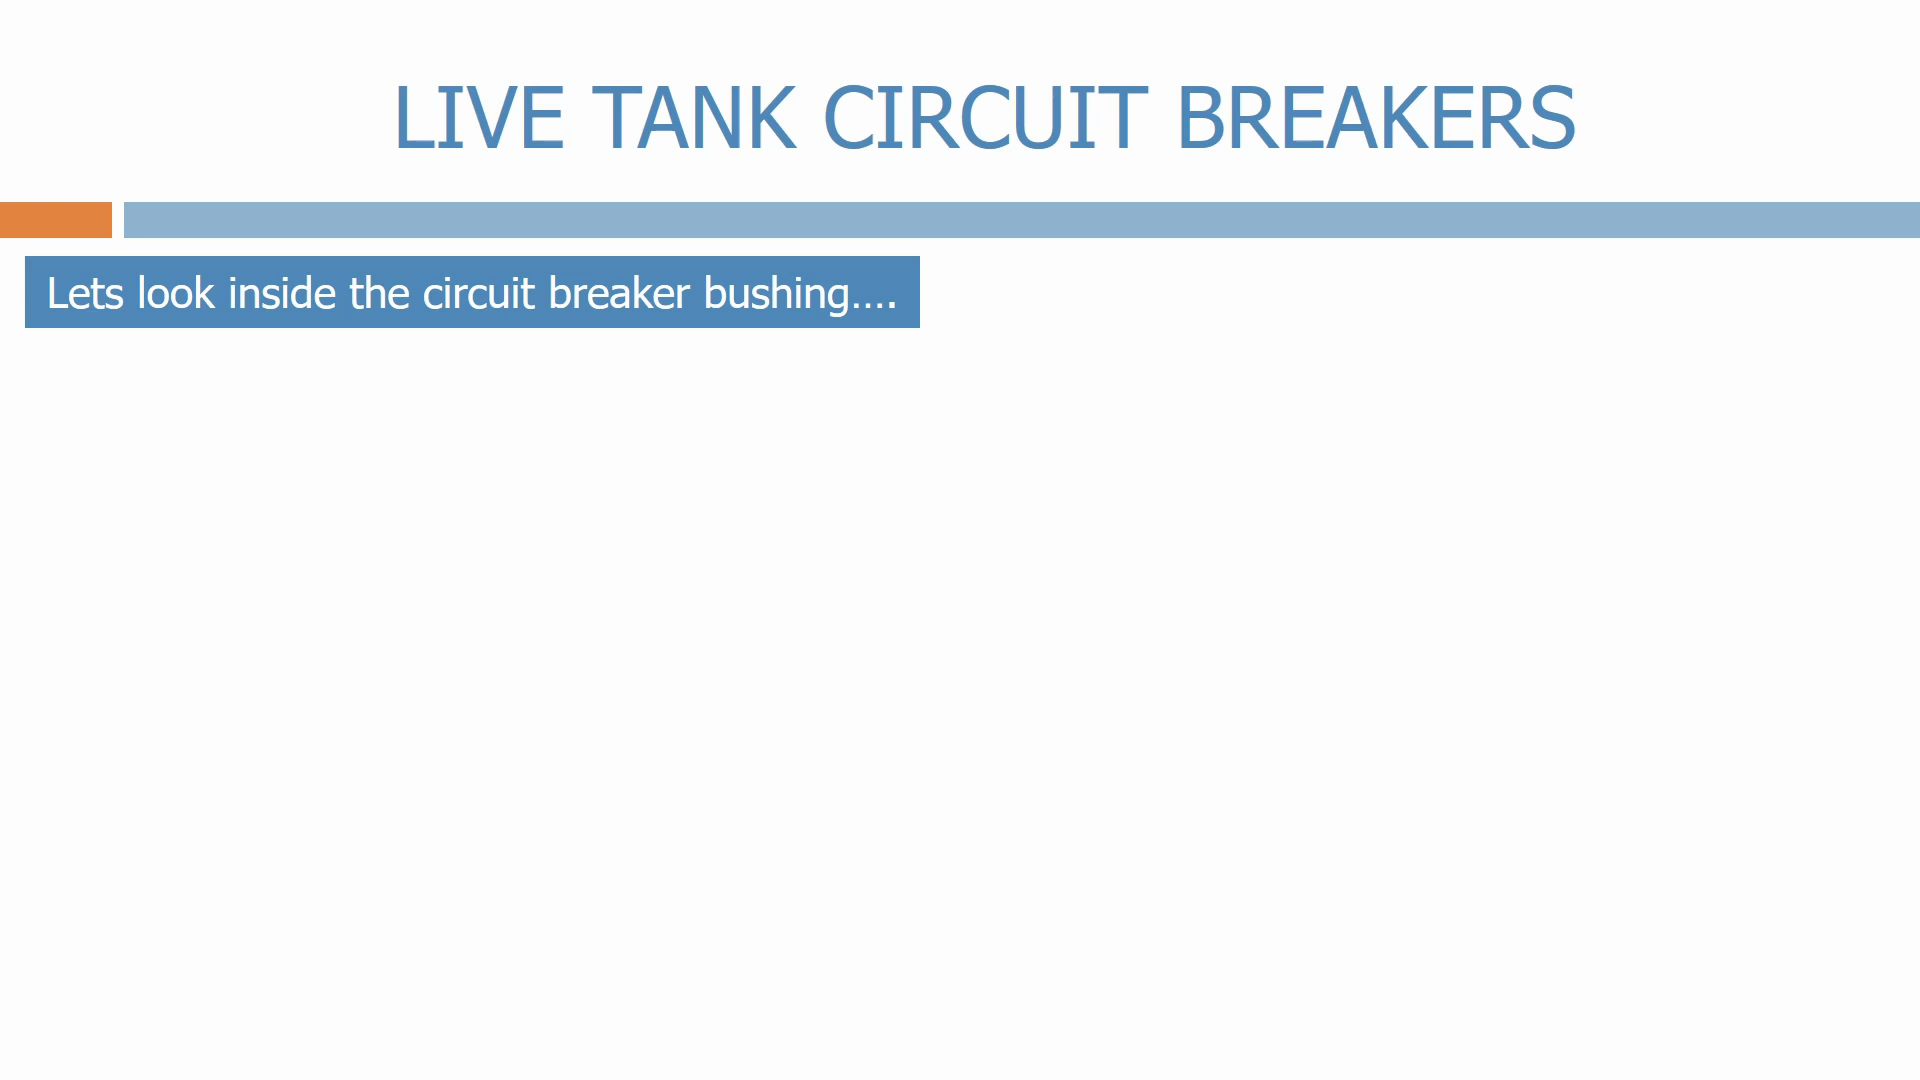 LIVE TANK CIRCUIT BREAKERS
Lets look inside the circuit breaker bushing....